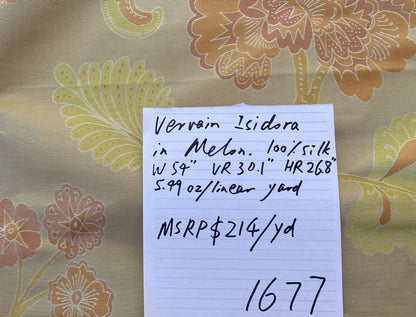 Vervain Isidora
in Melon. 100% silk
W 54" VR 30.1" HR 26.8"
5.99 oz/linear yard
MSRP $214/yd
1677